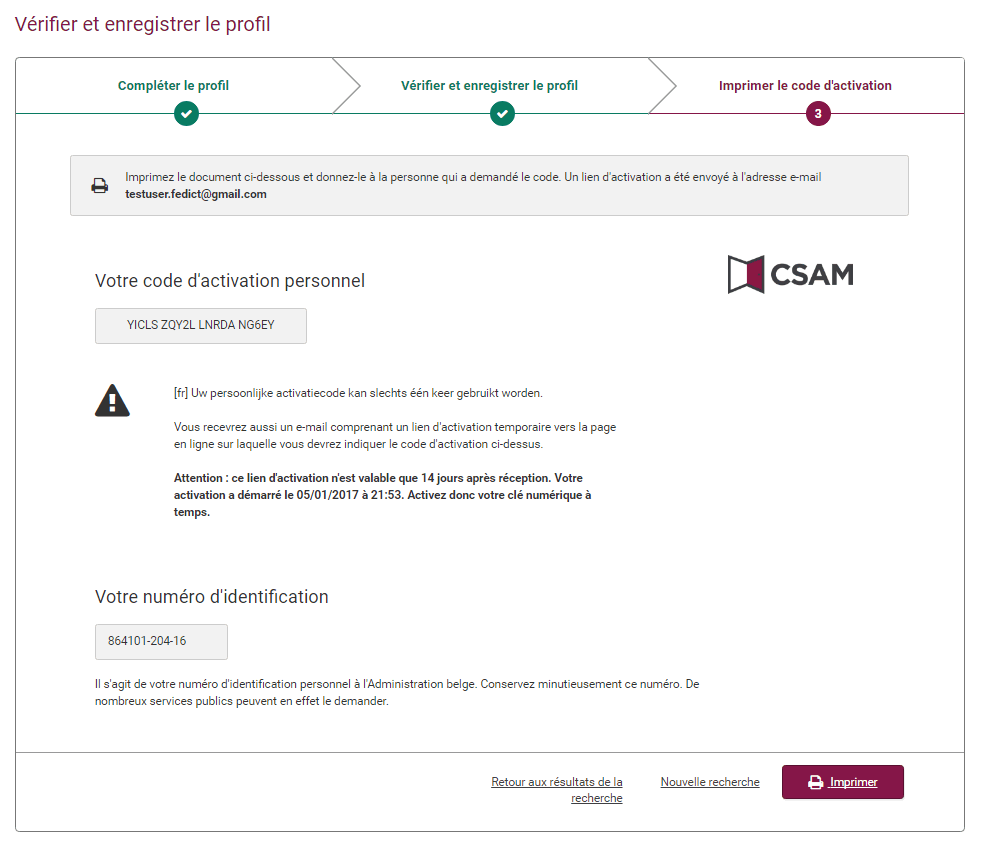 Vérifier et enregistrer le profil
Compléter le profil
Vérifier et enregistrer le profil
Imprimer le code d'activation
3
Imprimez le document ci-dessous et donnez-le à la personne qui a demandé le code. Un lien d'activation a été envoyé à l'adresse e-mail
testuser.fedict@gmail.com
CSAM
Votre code d'activation personnel
YICLS ZQY2L LNRDA NG6EY
[fr] Uw persoonlijke activatiecode kan slechts één keer gebruikt worden.
Vous recevrez aussi un e-mail comprenant un lien d'activation temporaire vers la page
en ligne sur laquelle vous devrez indiquer le code d'activation ci-dessus.
Attention : ce lien d'activation n'est valable que 14 jours après réception. Votre
activation a démarré le 05/01/2017 à 21:53. Activez donc votre clé numérique à
temps.
Votre numéro d'identification
864101-204-16
Il s'agit de votre numéro d'identification personnel à l'Administration belge. Conservez minutieusement ce numéro. De
nombreux services publics peuvent en effet le demander.
Retour aux résultats de la
recherche
Nouvelle recherche
Imprimer